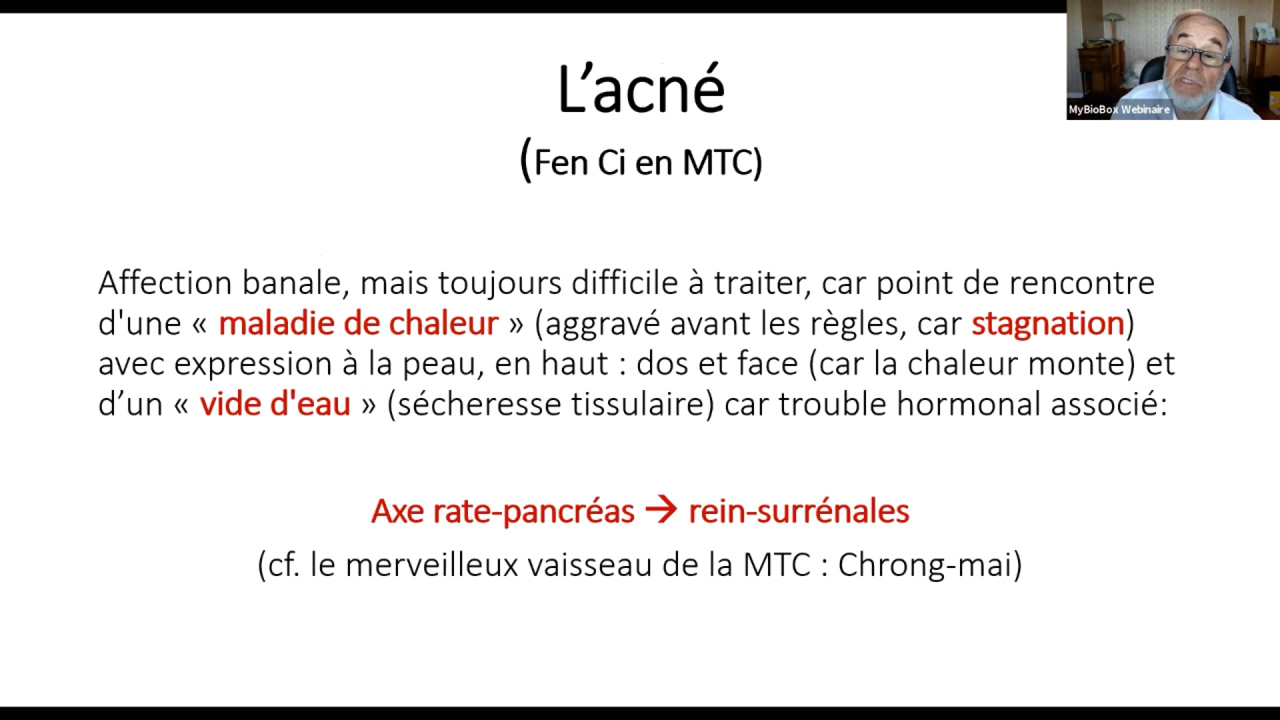 L’acné
(Fen Ci en MTC)
MyBioBox Webinaire
Affection banale, mais toujours difficile à traiter, car point de rencontre
d'une « maladie de chaleur » (aggravé avant les règles, car stagnation)
avec expression à la peau, en haut : dos et face (car la chaleur monte) et
d’un « vide d'eau » (sécheresse tissulaire) car trouble hormonal associé:
Axe rate-pancréas → rein-surrénales
(cf. le merveilleux vaisseau de la MTC : Chrong-mai)